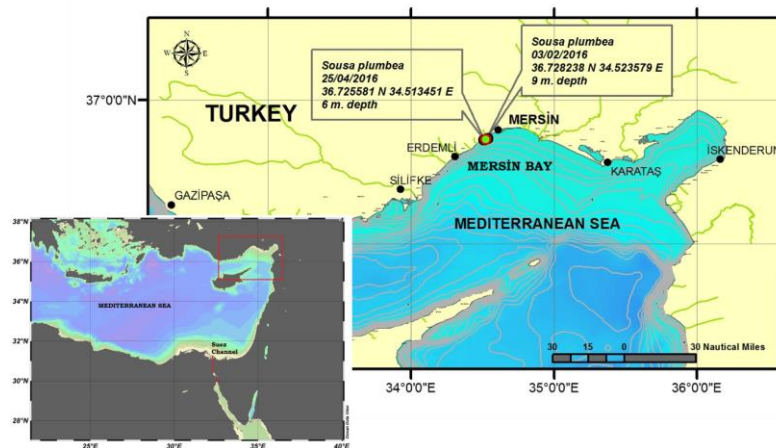 N
W
E
S
Sousa plumbea
25/04/2016
36.725581 N 34.513451 E
6 m. depth
Sousa plumbea
03/02/2016
36.728238 N 34.523579 E
9 m. depth
37°0'0"N
TURKEY
MERSİN
ERDEMLİ
MERSIN BAY
SİLİFKE
KARATAŞ
İSKENDERUN
GAZİPAŞA
MEDITERRANEAN SEA
38°N
36°N
34°N
32°N
30°N
28°N
MEDITERRANEAN SEA
Suez
Channel
25°E
30°E
35°E
40°E
30 15 0 30 Nautical Miles
34°0'0"E
35°0'0"E
36°0'0"E